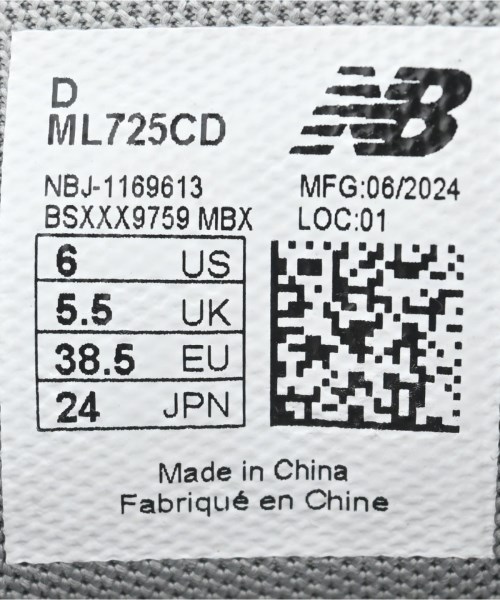 D
ML725CD
NB
NBJ-1169613
MFG:06/2024
BSXXX9759 MBX
LOC:01
6 US
5.5 UK
38.5 EU
24 JPN
Made in China
Fabriqué en Chine